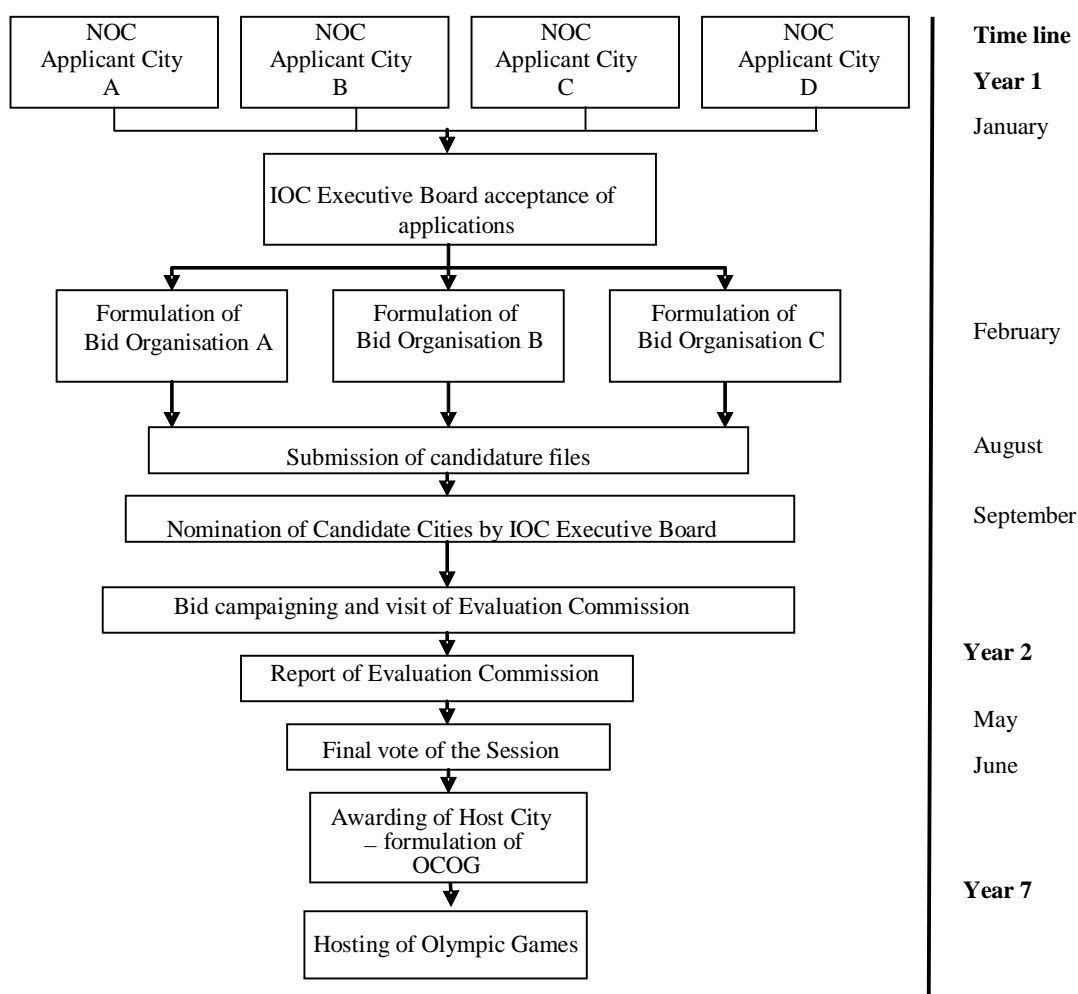 NOC
Applicant City
A
NOC
Applicant City
B
NOC
Applicant City
C
NOC
Applicant City
D
Time line
Year 1
January
IOC Executive Board acceptance of
applications
Formulation of
Bid Organisation A
Formulation of
Bid Organisation B
Formulation of
Bid Organisation C
February
Submission of candidature files
August
Nomination of Candidate Cities by IOC Executive Board
September
Bid campaigning and visit of Evaluation Commission
Year 2
Report of Evaluation Commission
May
Final vote of the Session
June
Awarding of Host City
– formulation of
OCOG
Year 7
Hosting of Olympic Games